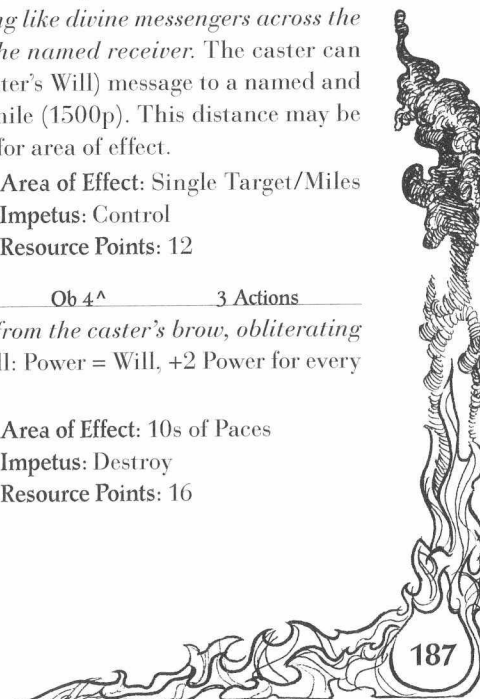 ng like divine messengers across the
he named receiver. The caster can
ter's Will) message to a named and
nile (1500p). This distance may be
for area of effect.
Area of Effect: Single Target/Miles
Impetus: Control
Resource Points: 12
Ob 4^ 3 Actions
from the caster's brow, obliterating
ll: Power = Will, +2 Power for every
Area of Effect: 10s of Paces
Impetus: Destroy
Resource Points: 16
187